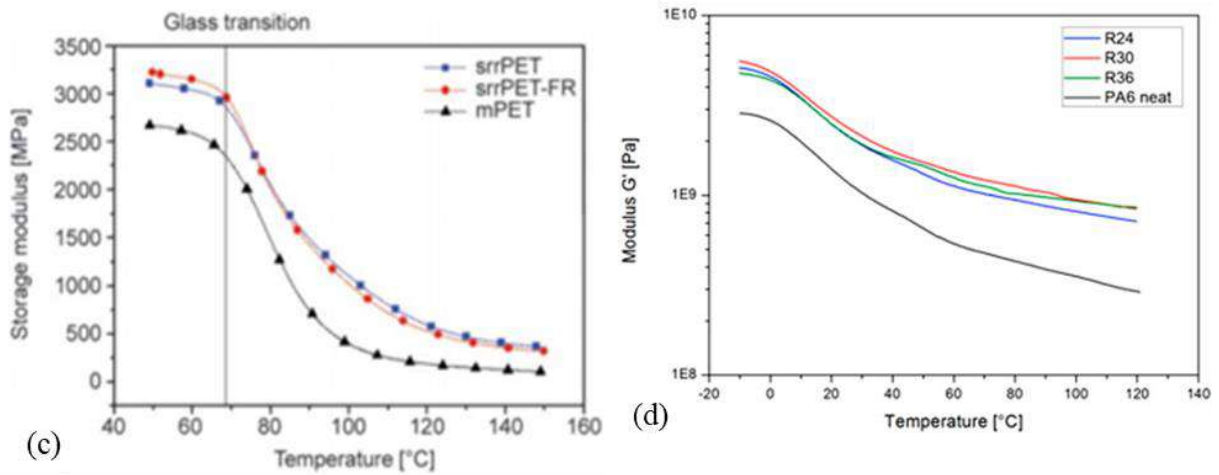 Glass transition
3500
3000
2500
2000
1500
1000
500
0
Storage modulus [MPa]
srrPET
srrPET-FR
mPET
40 60 80 100 120 140 160
Temperature [°C]
(c)
1E10
1E9
1E8
Modulus G' [Pa]
R24
R30
R36
PA6 neat
-20 0 20 40 60 80 100 120 140
Temperature [°C]
(d)